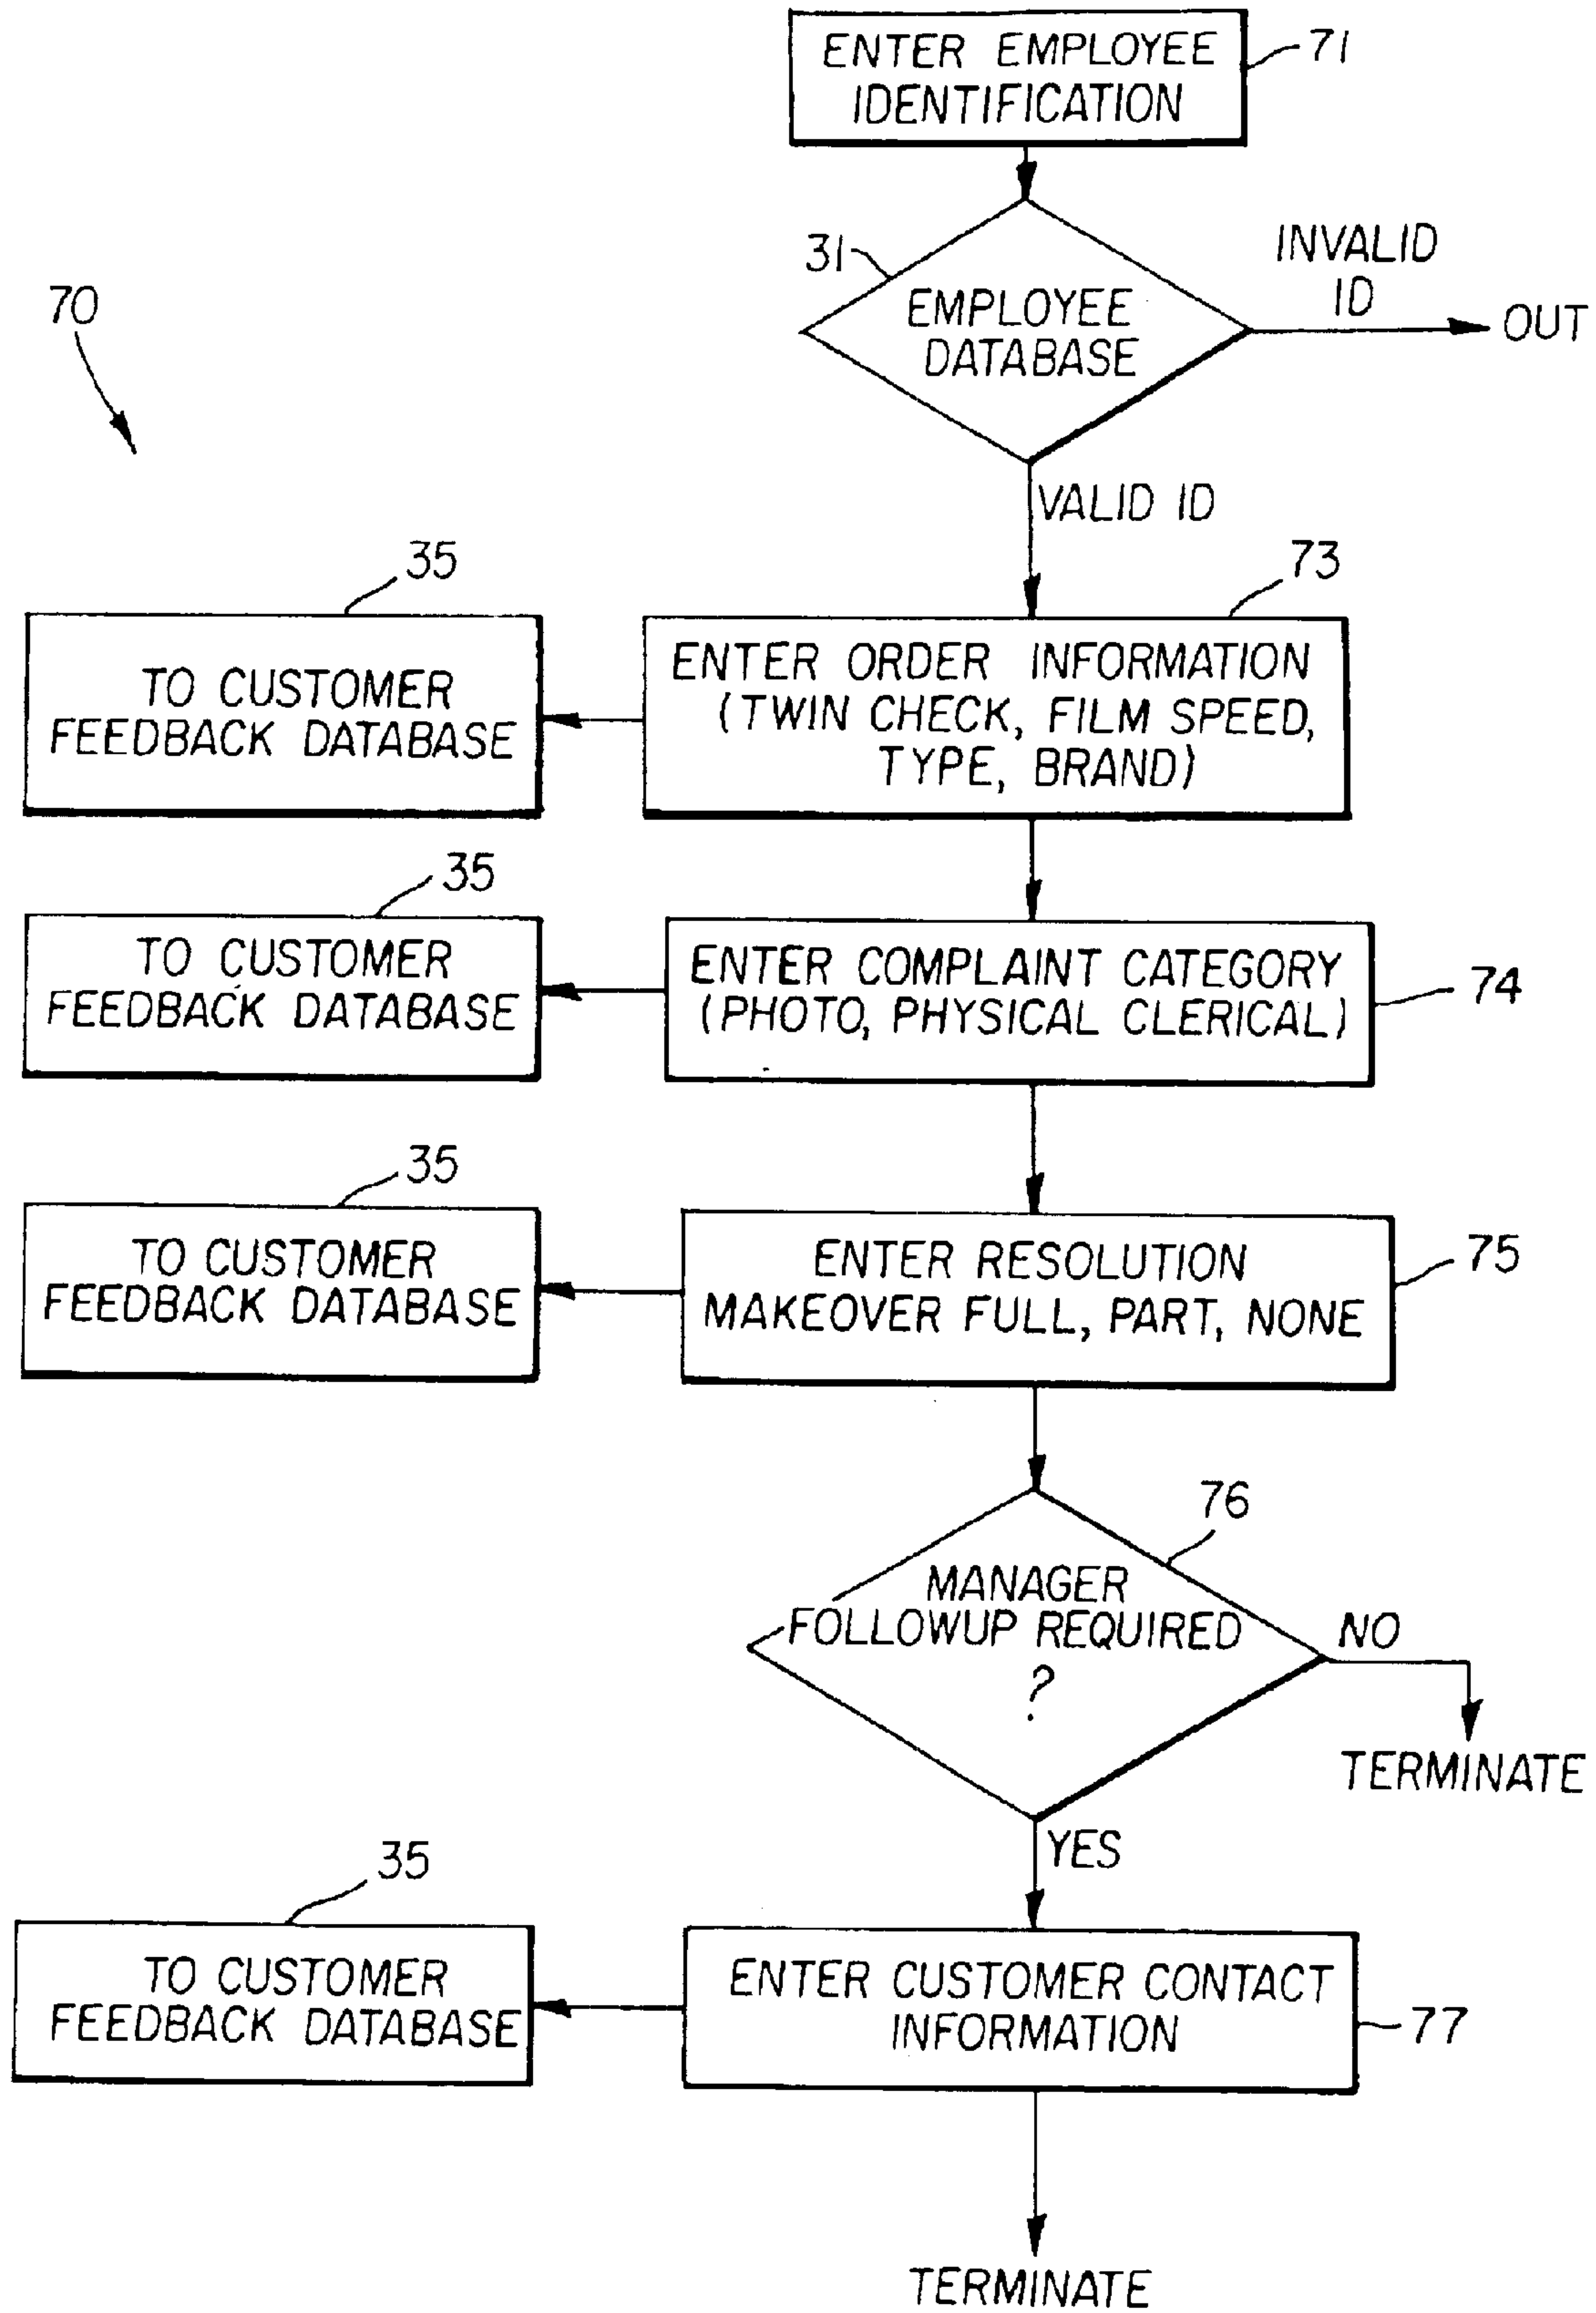 ENTER EMPLOYEE
IDENTIFICATION
71
31
EMPLOYEE
DATABASE
INVALID
ID
OUT
70
VALID ID
35
TO CUSTOMER
FEEDBACK DATABASE
73
ENTER ORDER INFORMATION
(TWIN CHECK, FILM SPEED,
TYPE, BRAND)
35
TO CUSTOMER
FEEDBACK DATABASE
ENTER COMPLAINT CATEGORY
(PHOTO, PHYSICAL CLERICAL)
74
35
TO CUSTOMER
FEEDBACK DATABASE
ENTER RESOLUTION
MAKEOVER FULL, PART, NONE
75
76
MANAGER
FOLLOWUP REQUIRED
?
NO
TERMINATE
YES
35
TO CUSTOMER
FEEDBACK DATABASE
ENTER CUSTOMER CONTACT
INFORMATION
77
TERMINATE